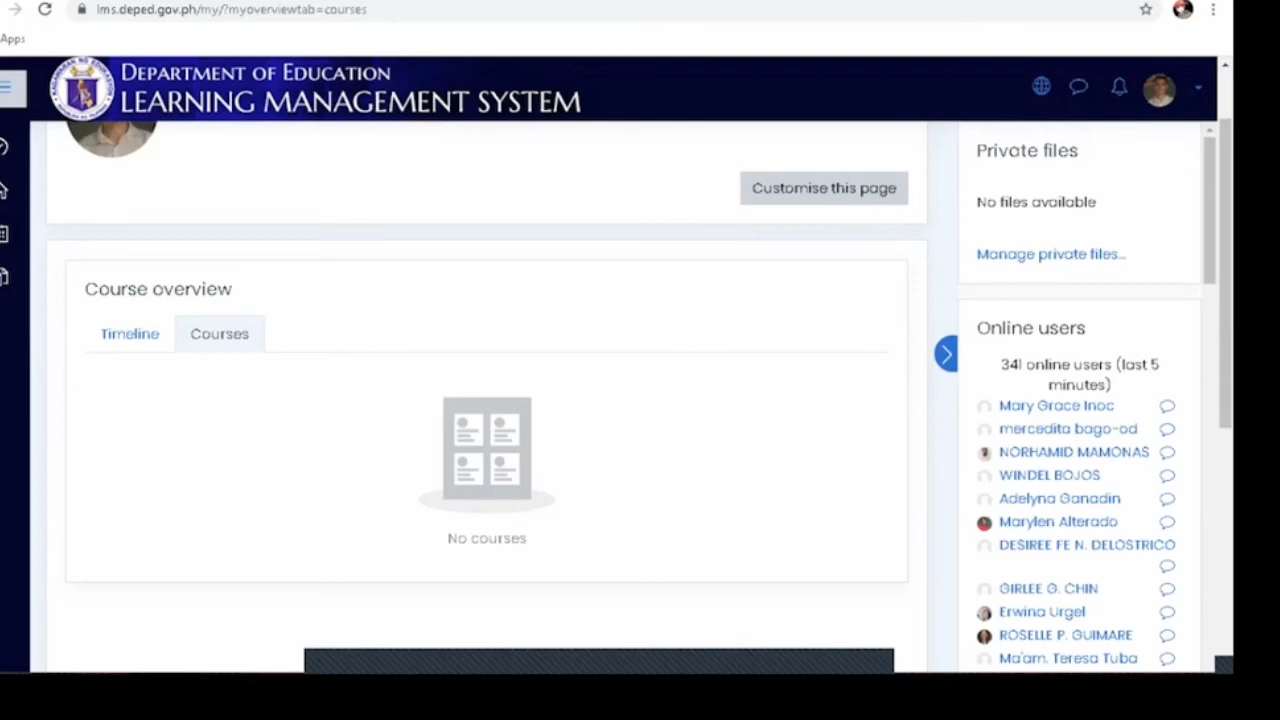 lms.deped.gov.ph/my/?myoverviewtab=courses
Apps
DEPARTMENT OF EDUCATION
LEARNING MANAGEMENT SYSTEM
Customise this page
Course overview
Timeline
Courses
No courses
Private files
No files available
Manage private files...
Online users
341 online users (last 5
minutes)
Mary Grace Inoc
mercedita bago-od
NORHAMID MAMONAS
WINDEL BOJOS
Adelyna Ganadin
Marylen Alterado
DESIREE FE N. DELOSTRICO
GIRLEE G. CHIN
Erwina Urgel
ROSELLE P. GUIMARE
Ma'am. Teresa Tuba